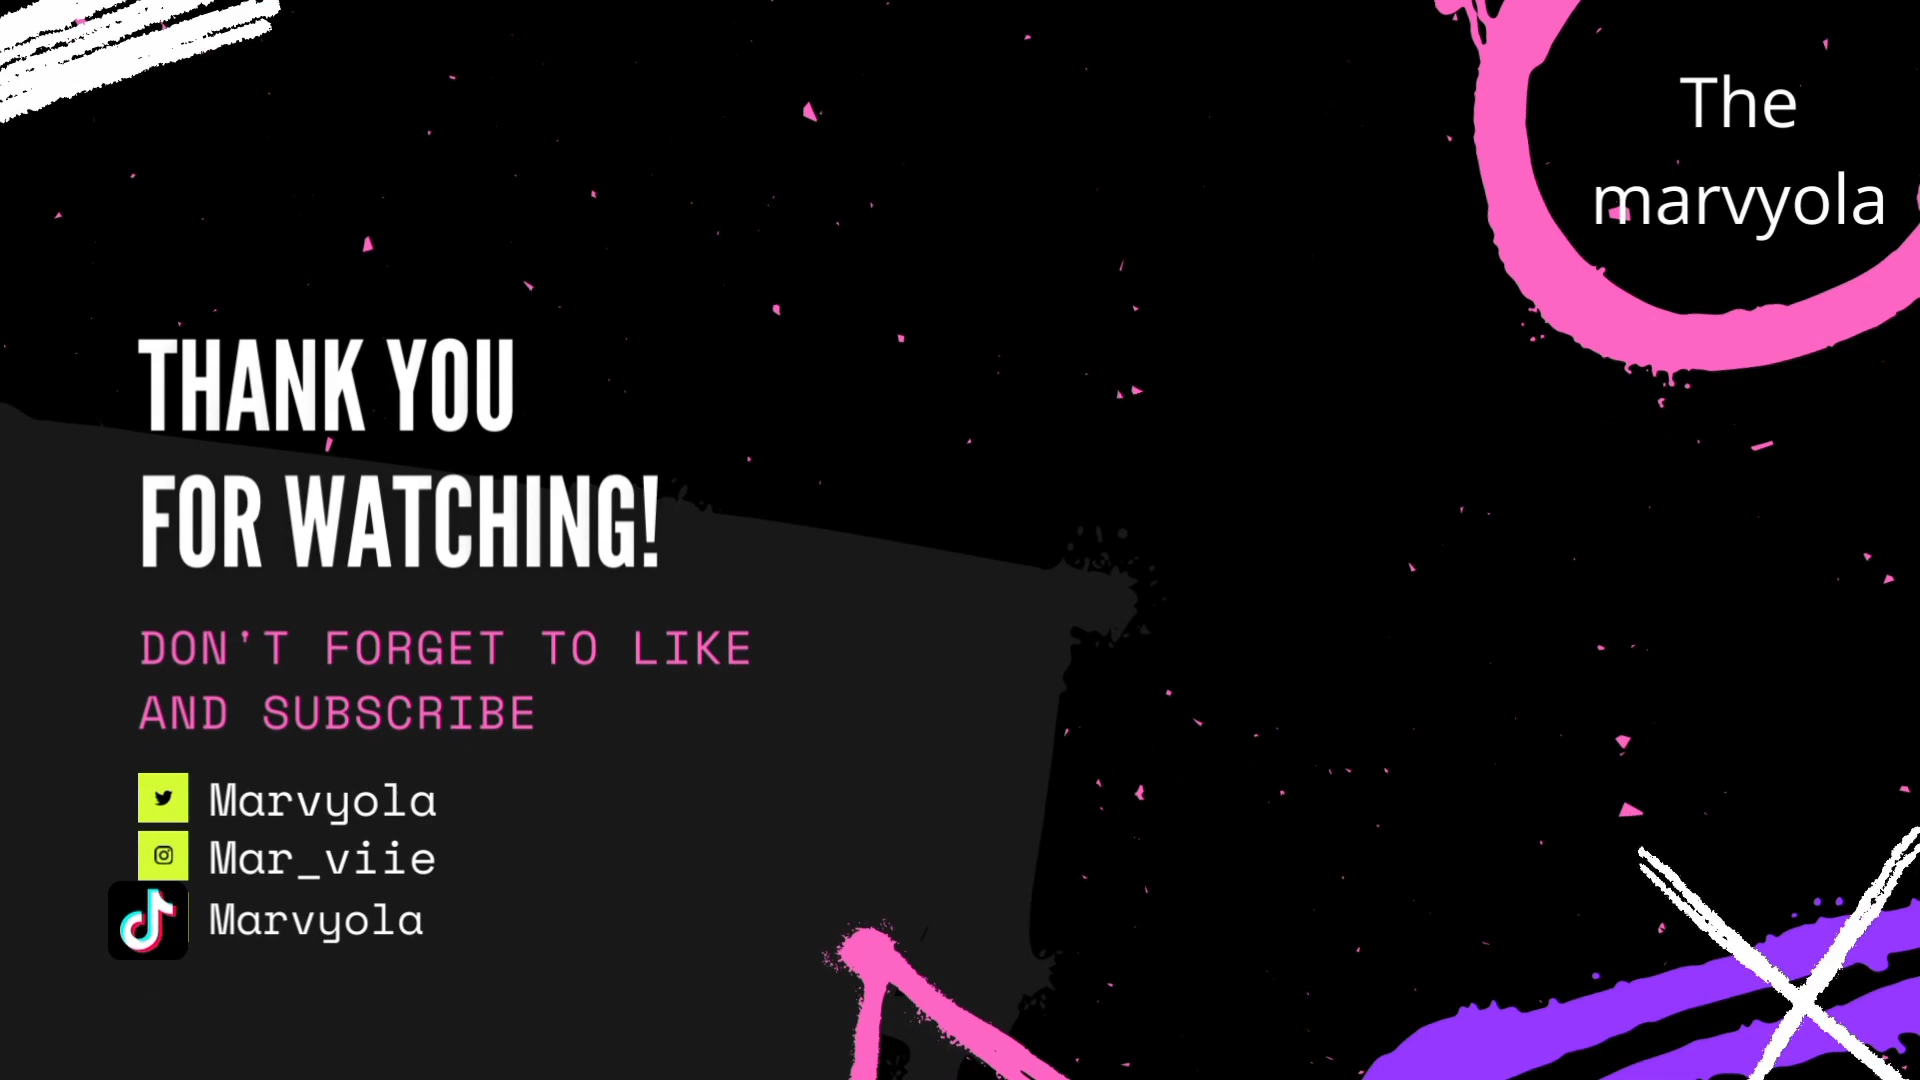 The
marvyola
THANK YOU
FOR WATCHING!
DON'T FORGET TO LIKE
AND SUBSCRIBE
Marvyola
Mar_viie
Marvyola